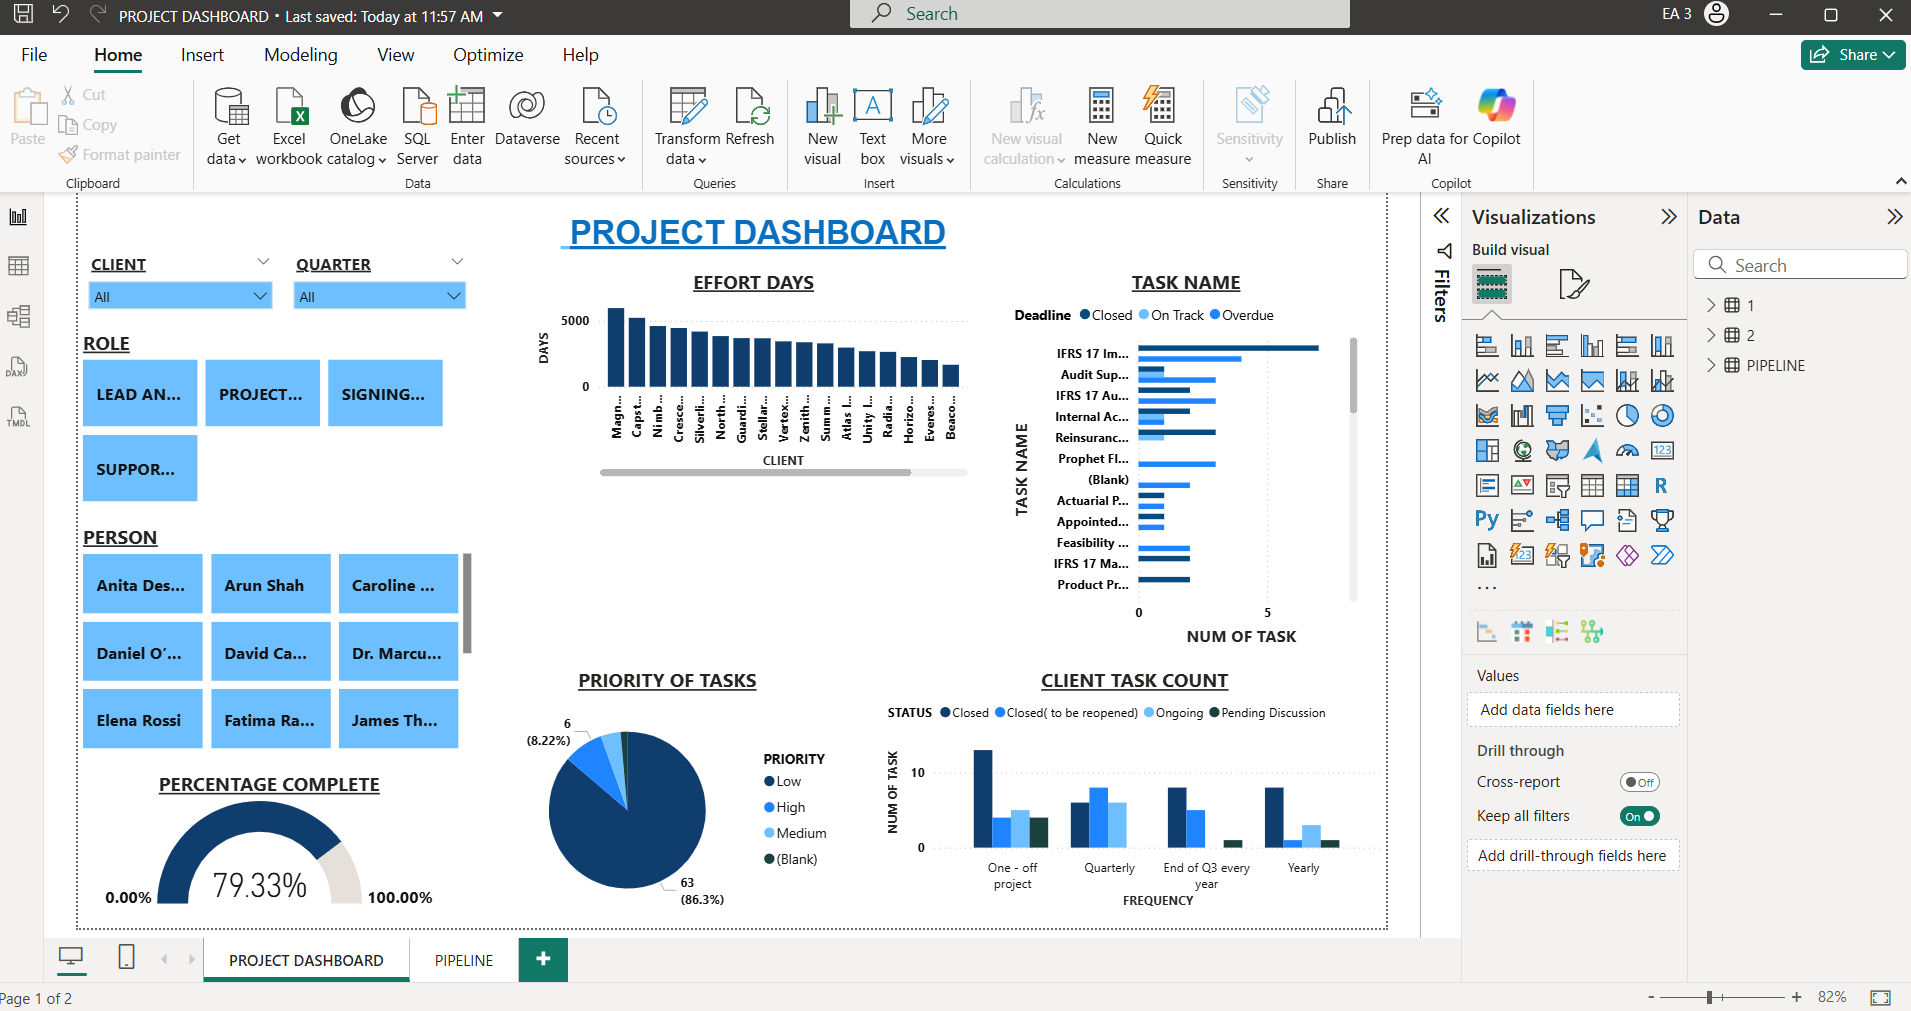 PROJECT DASHBOARD • Last saved: Today at 11:57 AM
Search
EA 3
File Home Insert Modeling View Optimize Help
Share
Paste
Cut
Copy
Format painter
Clipboard
Get data
Excel workbook
OneLake catalog
SQL Server
Enter data
Dataverse
Recent sources
Data
Transform data
Refresh
Queries
New visual
Text box
More visuals
Insert
New visual calculation
New measure
Quick measure
Calculations
Sensitivity
Sensitivity
Publish
Share
Prep data for AI
Copilot
Copilot
PROJECT DASHBOARD
CLIENT
All
QUARTER
All
ROLE
LEAD AN...
PROJECT...
SIGNING...
SUPPOR...
PERSON
Anita Des...
Arun Shah
Caroline ...
Daniel O’...
David Ca...
Dr. Marcu...
Elena Rossi
Fatima Ra...
James Th...
PERCENTAGE COMPLETE
79.33%
0.00%
100.00%
EFFORT DAYS
DAYS
5000
0
Magn...
Capst...
Nimb...
Cresce...
Silverli...
North...
Guardi...
Stellar...
Vertex...
Zenith...
Summ...
Atlas I...
Unity I...
Radia...
Horizo...
Everes...
Beaco...
CLIENT
TASK NAME
Deadline Closed On Track Overdue
TASK NAME
IFRS 17 Im...
Audit Sup...
IFRS 17 Au...
Internal Ac...
Reinsuranc...
Prophet Fl...
(Blank)
Actuarial P...
Appointed...
Feasibility ...
IFRS 17 Ma...
Product Pr...
0 5
NUM OF TASK
PRIORITY OF TASKS
6
(8.22%)
63
(86.3%)
PRIORITY
Low
High
Medium
(Blank)
CLIENT TASK COUNT
STATUS Closed Closed( to be reopened) Ongoing Pending Discussion
NUM OF TASK
10
0
One - off project
Quarterly
End of Q3 every year
Yearly
FREQUENCY
Filters
Visualizations
Build visual
123
R
Py
123
...
Values
Add data fields here
Drill through
Cross-report
Off
Keep all filters
On
Add drill-through fields here
Data
Search
1
2
PIPELINE
DAX
TMDL
PROJECT DASHBOARD
PIPELINE
+
Page 1 of 2
- + 82%